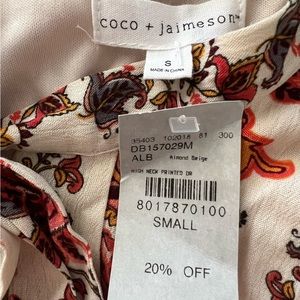 coco + jaimeson™
S
MADE IN CHINA
35403 102018 81 300
DB157029M
ALB Almond Beige
HIGH NECK PRINTED DR
8017870100
SMALL
20% OFF